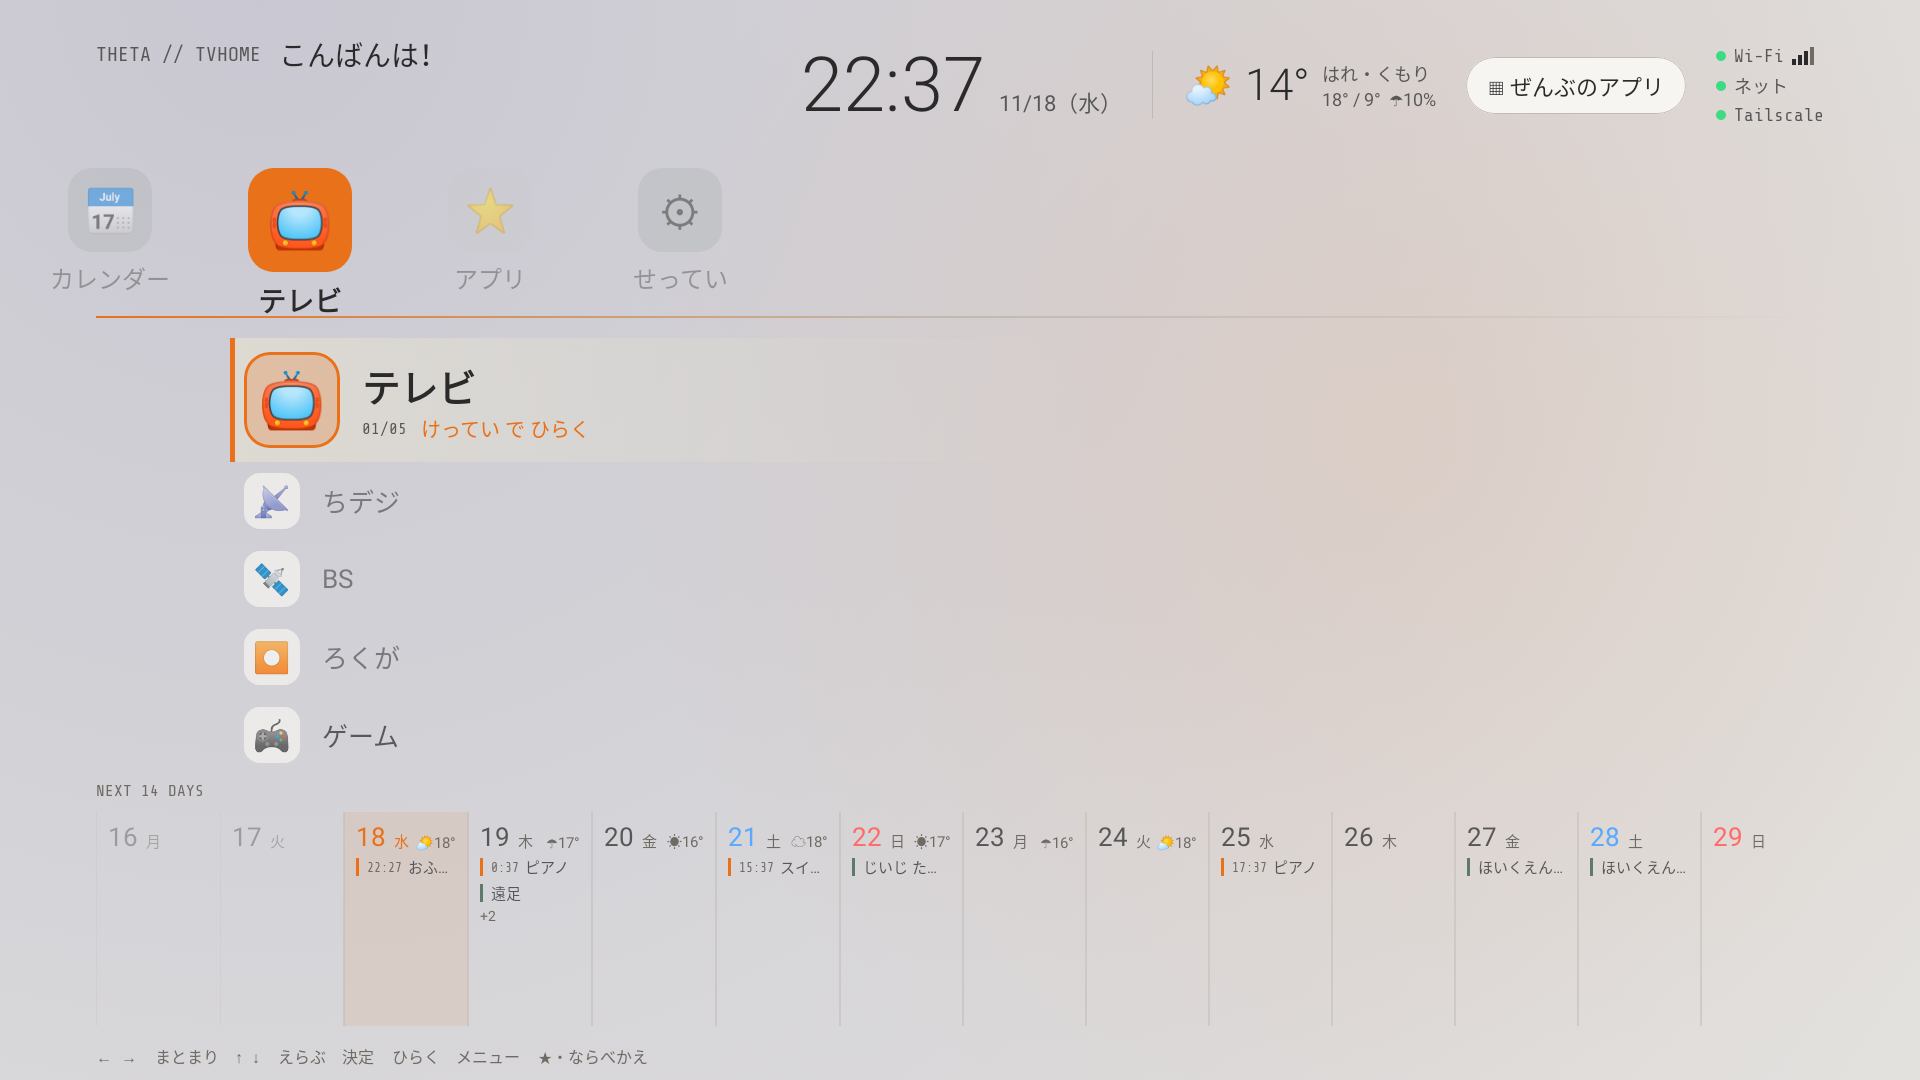 THETA // TVHOME こんばんは!
22:37 11/18（水）
14° はれ・くもり
18° / 9° ☂10%
▦ ぜんぶのアプリ
Wi-Fi
ネット
Tailscale
July
17
カレンダー
テレビ
アプリ
せってい
テレビ
01/05 けってい で ひらく
ちデジ
BS
ろくが
ゲーム
NEXT 14 DAYS
16 月
17 火
18 水 18°
22:27 おふ…
19 木 ☂17°
0:37 ピアノ
遠足
+2
20 金 ☀16°
21 土 ☁18°
15:37 スイ…
22 日 ☀17°
じいじ た…
23 月 ☂16°
24 火 18°
25 水
17:37 ピアノ
26 木
27 金
ほいくえん…
28 土
ほいくえん…
29 日
← → まとまり ↑ ↓ えらぶ 決定 ひらく メニュー ★・ならべかえ